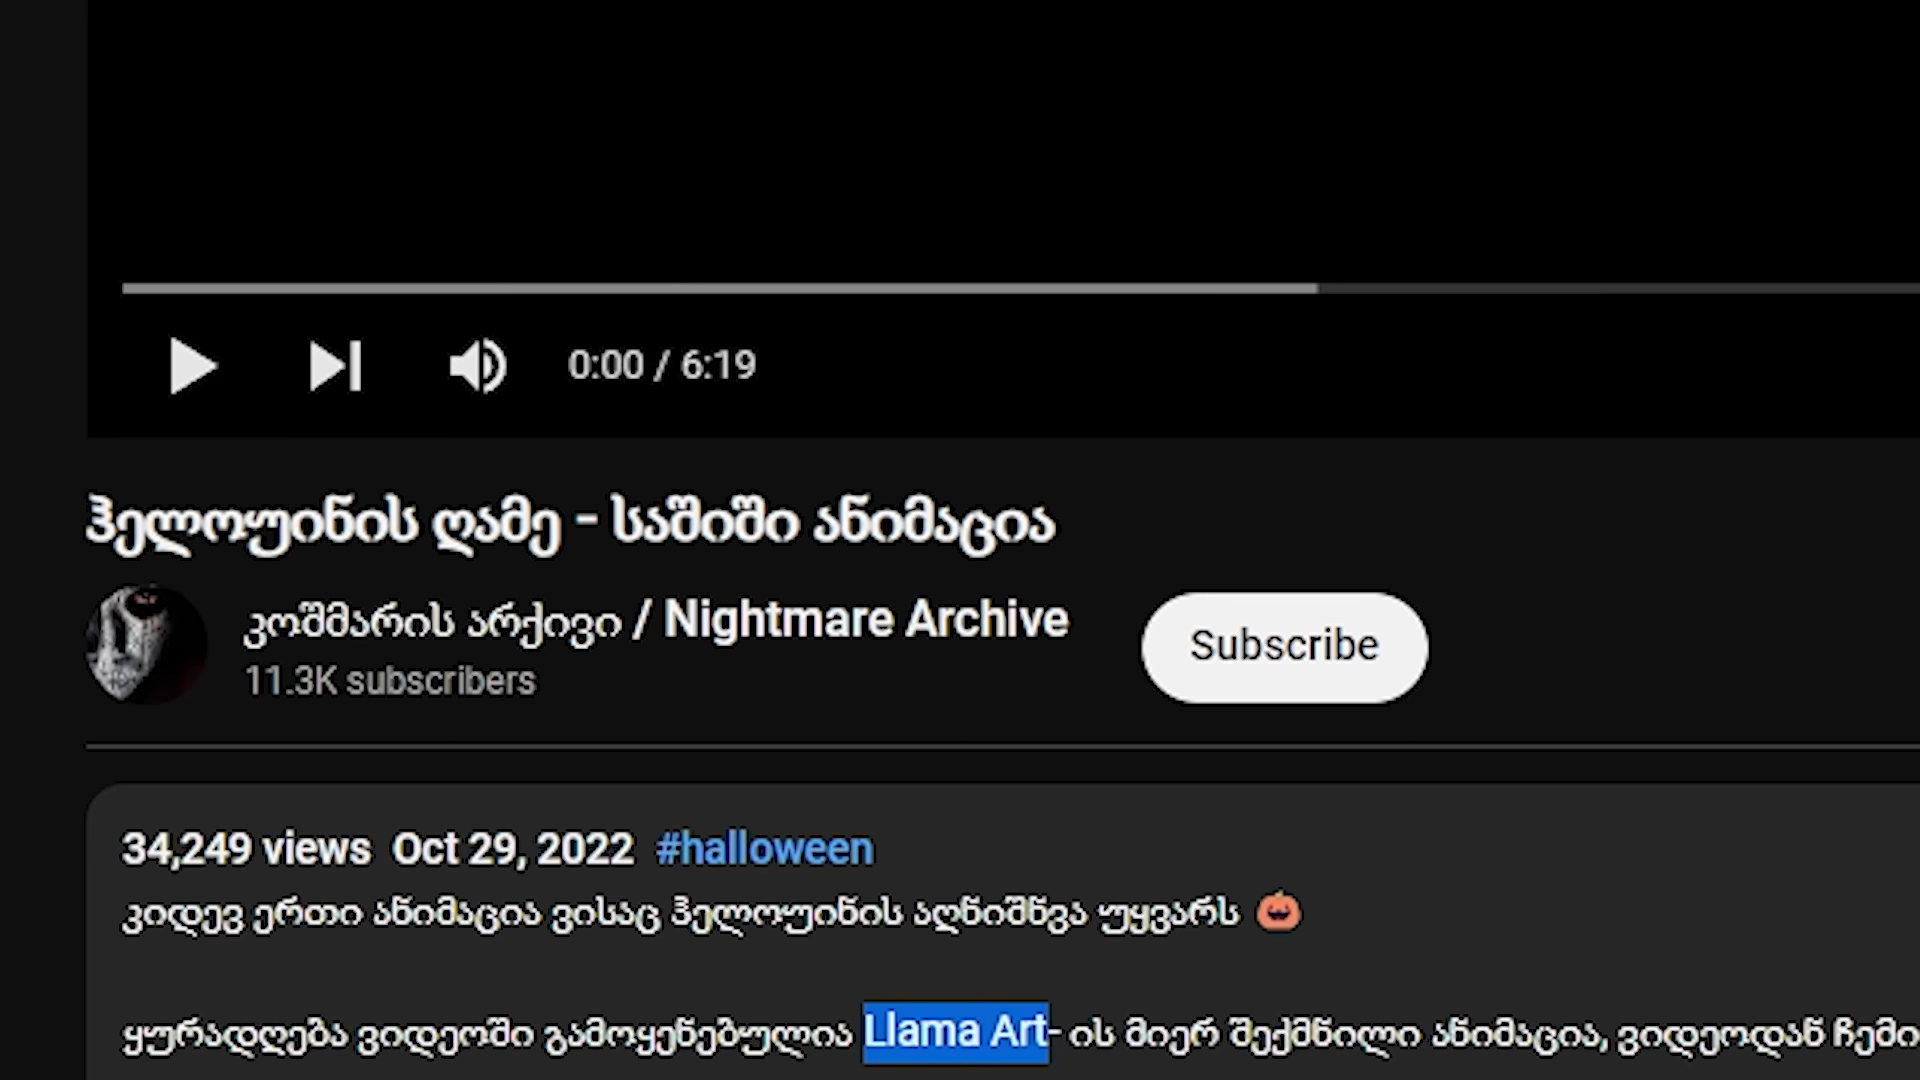 0:00 / 6:19
ჰელოუინის ღამე - საშიში ანიმაცია
კოშმარის არქივი / Nightmare Archive
Subscribe
11.3K subscribers
34,249 views Oct 29, 2022 #halloween
კიდევ ერთი ანიმაცია ვისაც ჰელოუინის აღნიშნვა უყვარს 🎃
ყურადღება ვიდეოში გამოყენებულია Llama Art- ის მიერ შექმნილი ანიმაცია, ვიდეოდან ჩემი